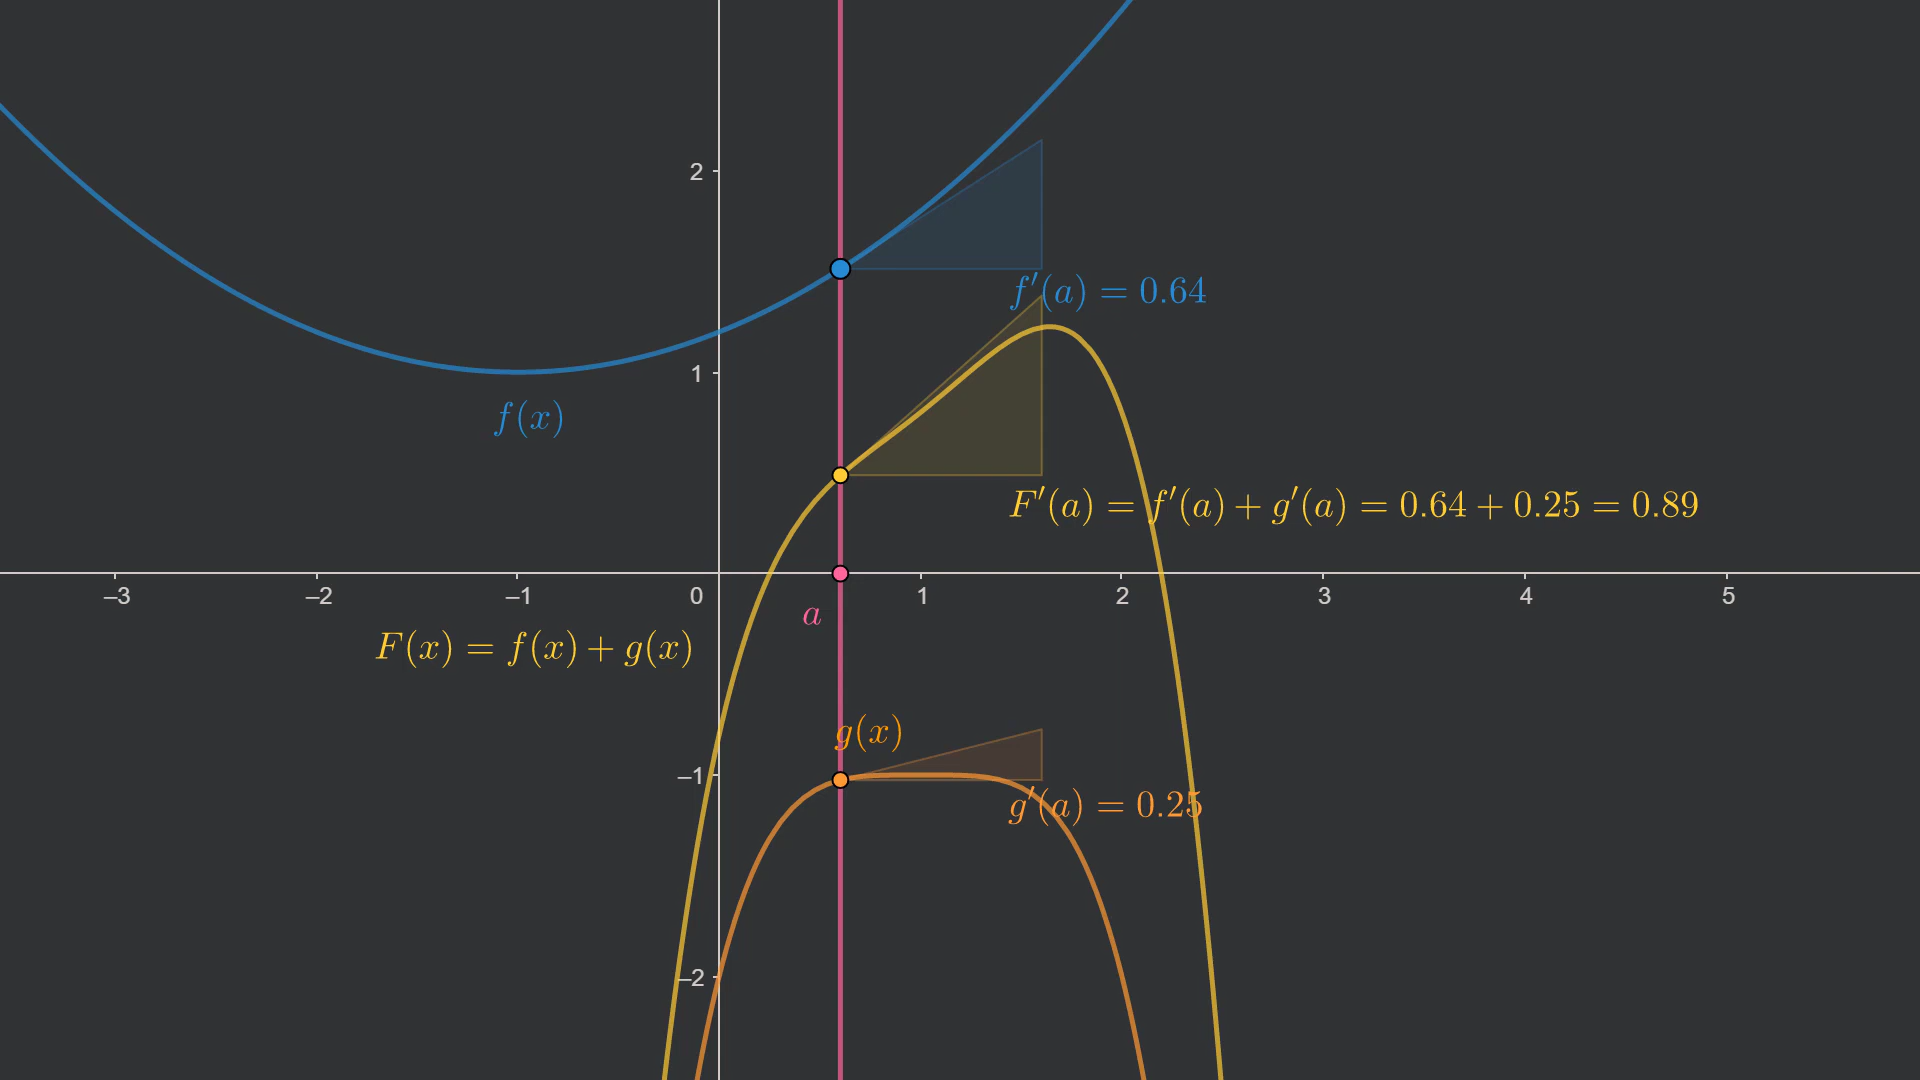 2
f′(a) = 0.64
1
f(x)
F′(a) = f′(a) + g′(a) = 0.64 + 0.25 = 0.89
–3 –2 –1 0 1 2 3 4 5
a
F(x) = f(x) + g(x)
g(x)
–1
g′(a) = 0.25
–2